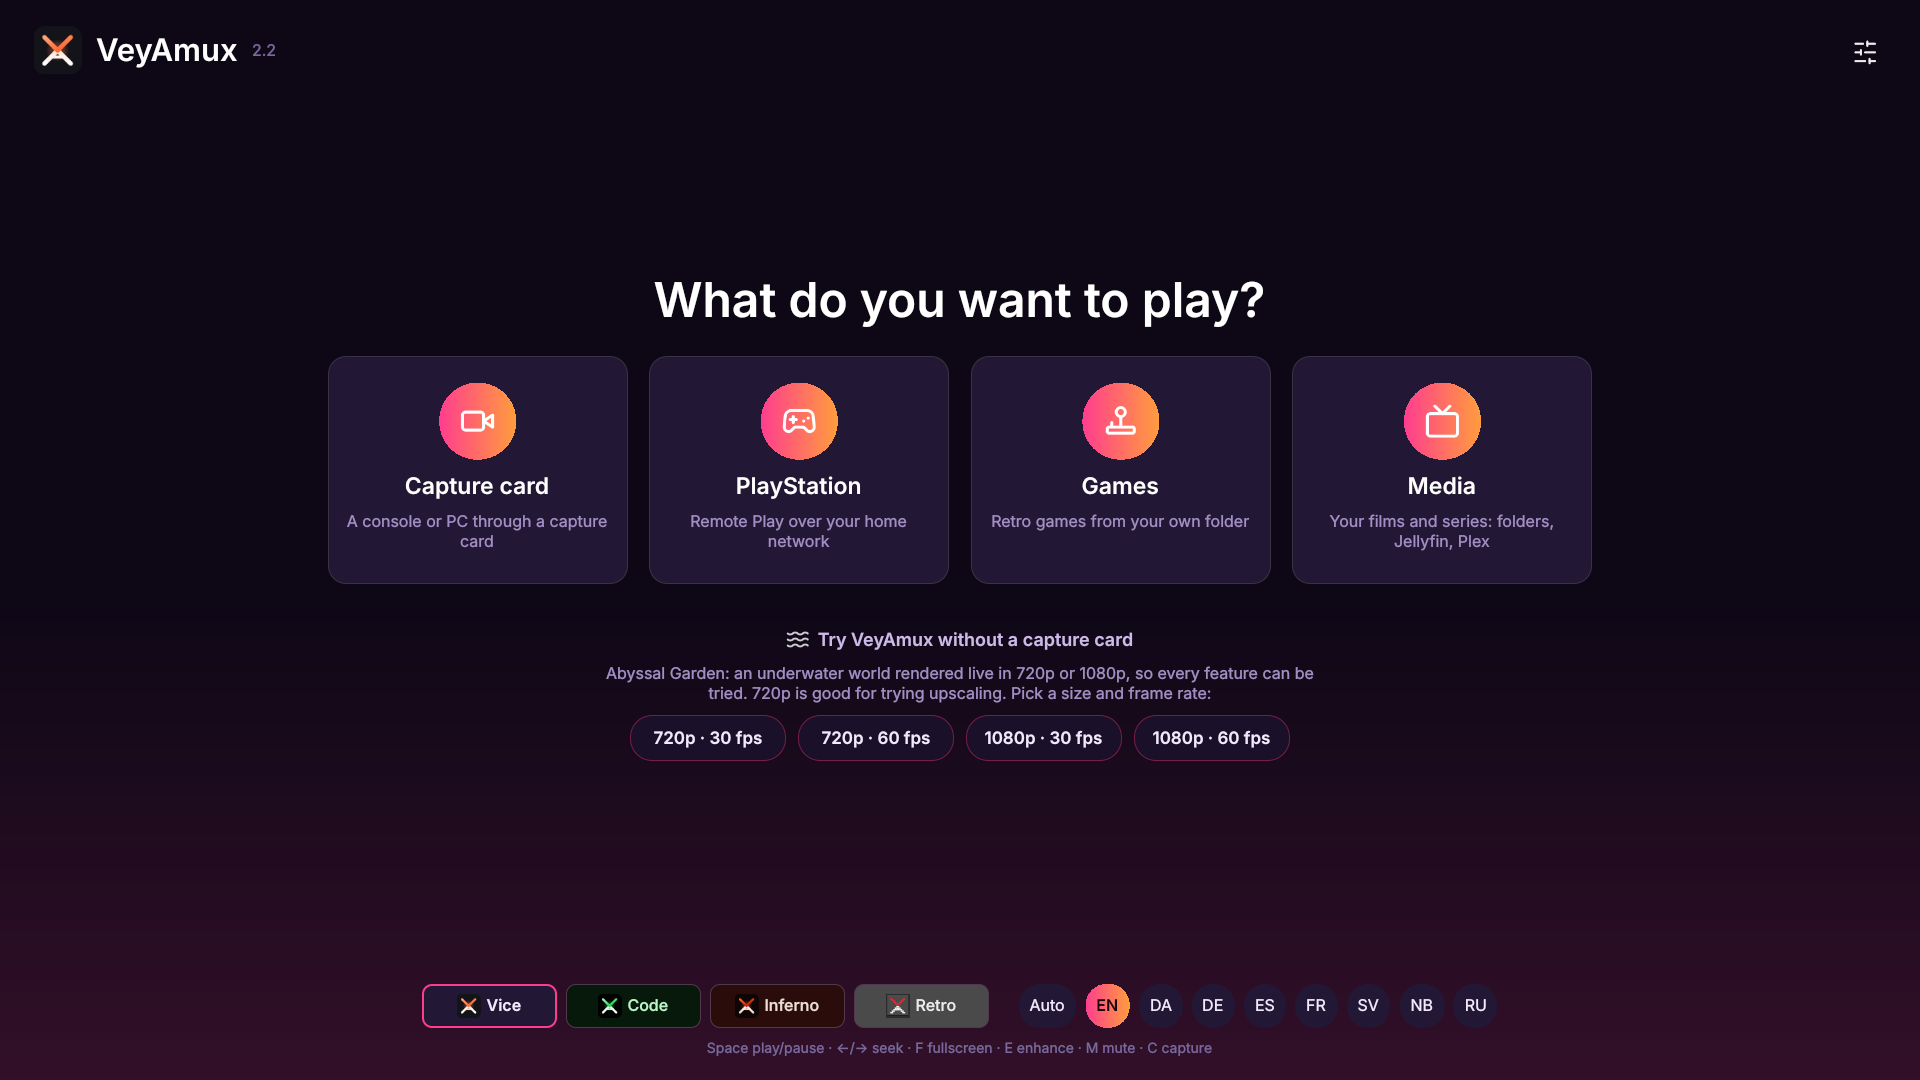 VeyAmux 2.2
What do you want to play?
Capture card
A console or PC through a capture
card
PlayStation
Remote Play over your home
network
Games
Retro games from your own folder
Media
Your films and series: folders,
Jellyfin, Plex
Try VeyAmux without a capture card
Abyssal Garden: an underwater world rendered live in 720p or 1080p, so every feature can be
tried. 720p is good for trying upscaling. Pick a size and frame rate:
720p · 30 fps
720p · 60 fps
1080p · 30 fps
1080p · 60 fps
Vice
Code
Inferno
Retro
Auto
EN
DA
DE
ES
FR
SV
NB
RU
Space play/pause · ←/→ seek · F fullscreen · E enhance · M mute · C capture